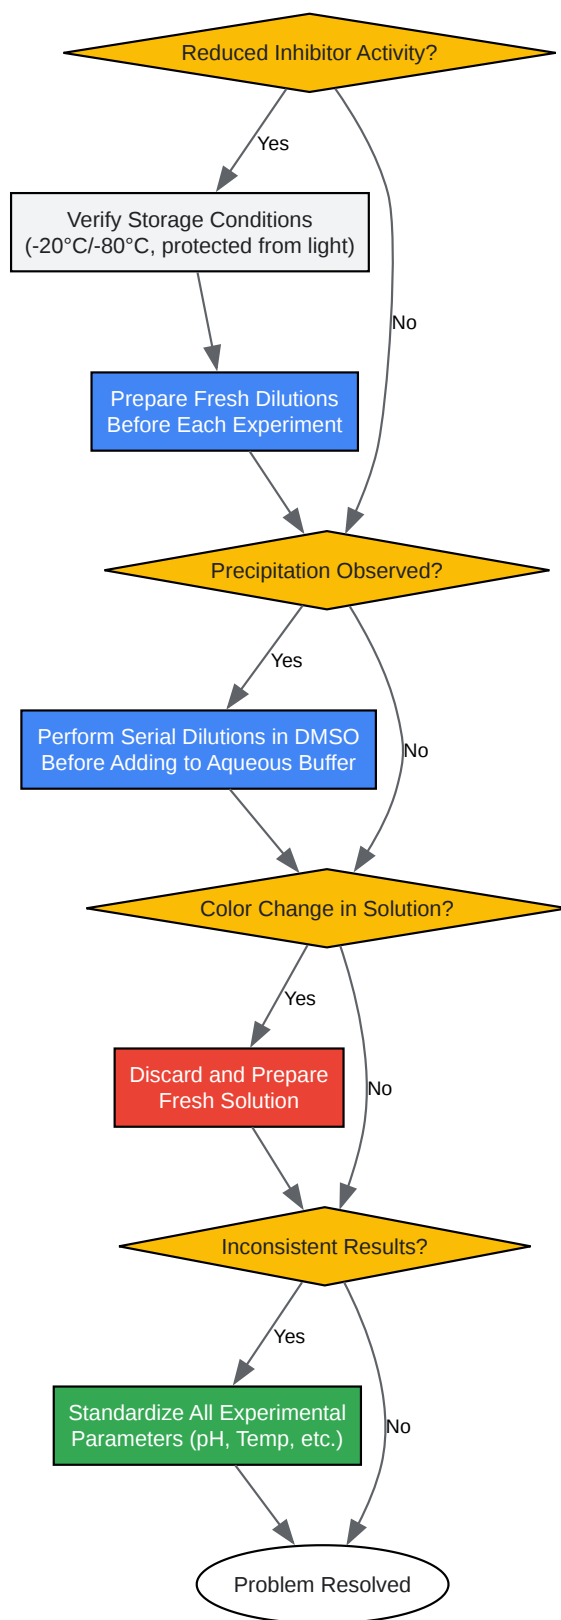 Reduced Inhibitor Activity?
Yes
Verify Storage Conditions
(-20°C/-80°C, protected from light)
No
Prepare Fresh Dilutions
Before Each Experiment
Precipitation Observed?
Yes
Perform Serial Dilutions in DMSO
Before Adding to Aqueous Buffer
No
Color Change in Solution?
Yes
Discard and Prepare
Fresh Solution
No
Inconsistent Results?
Yes
Standardize All Experimental
Parameters (pH, Temp, etc.)
No
Problem Resolved